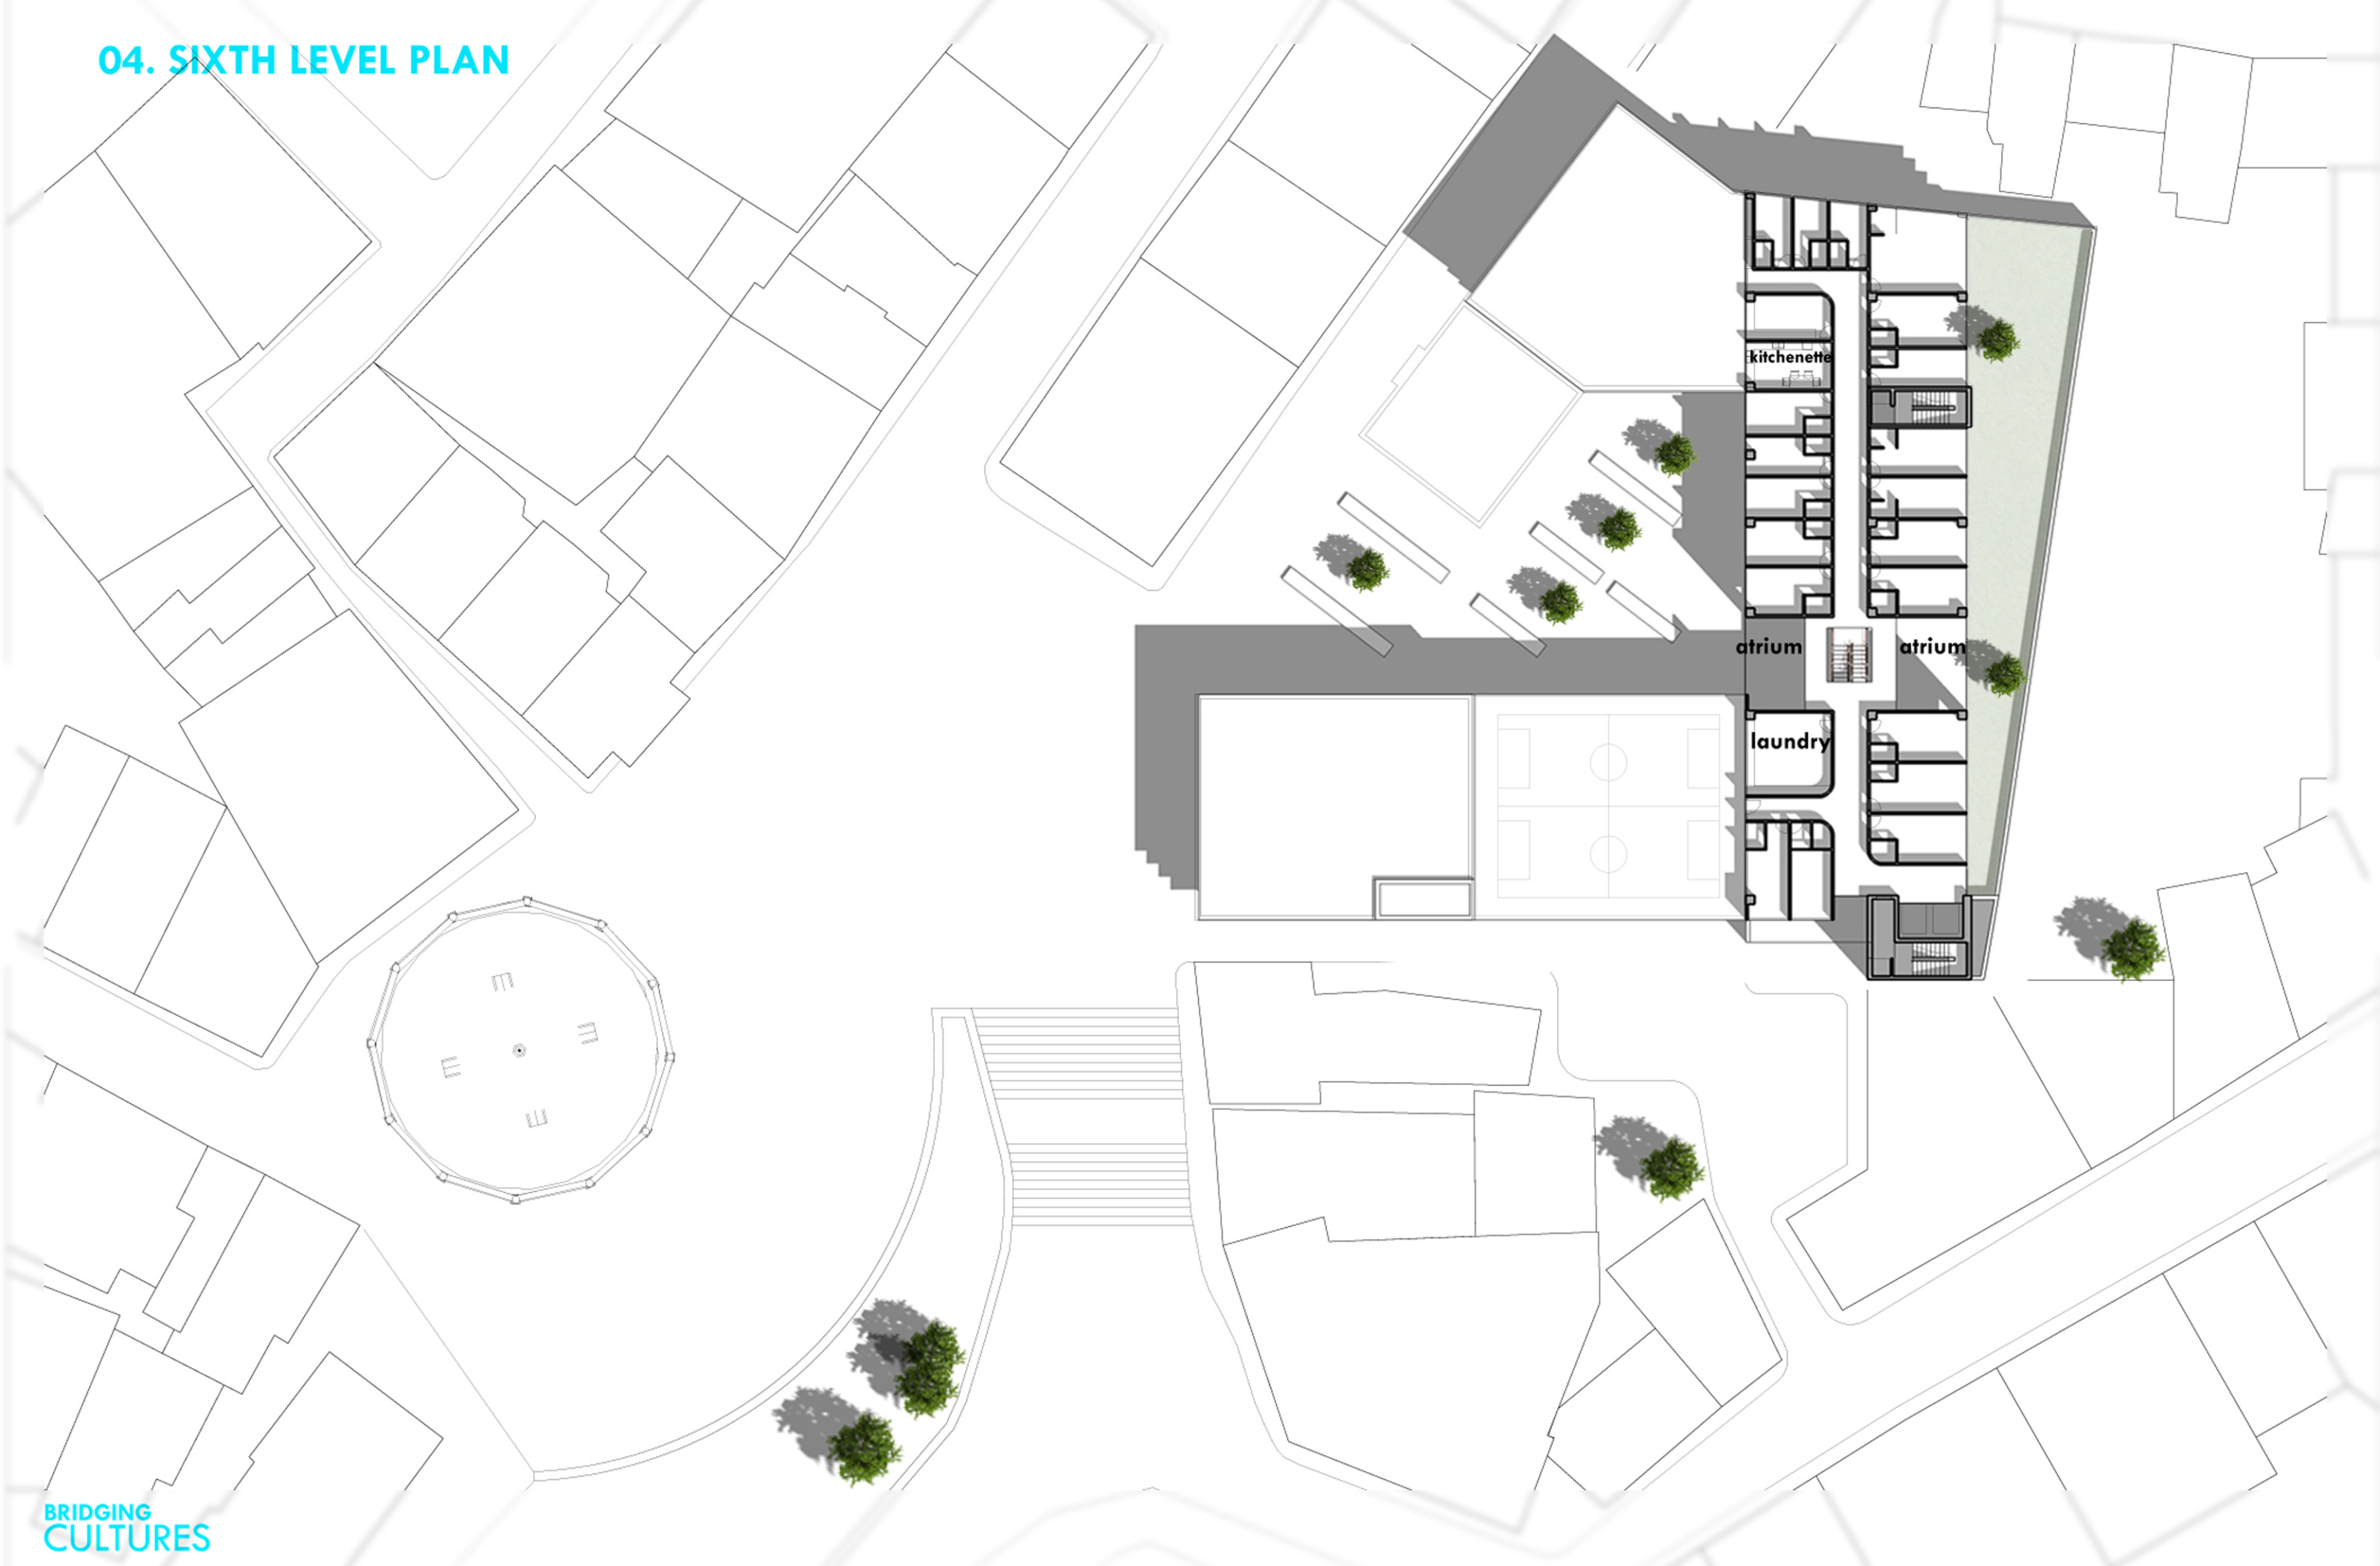 04. SIXTH LEVEL PLAN
kitchenette
atrium
atrium
laundry
BRIDGING
CULTURES